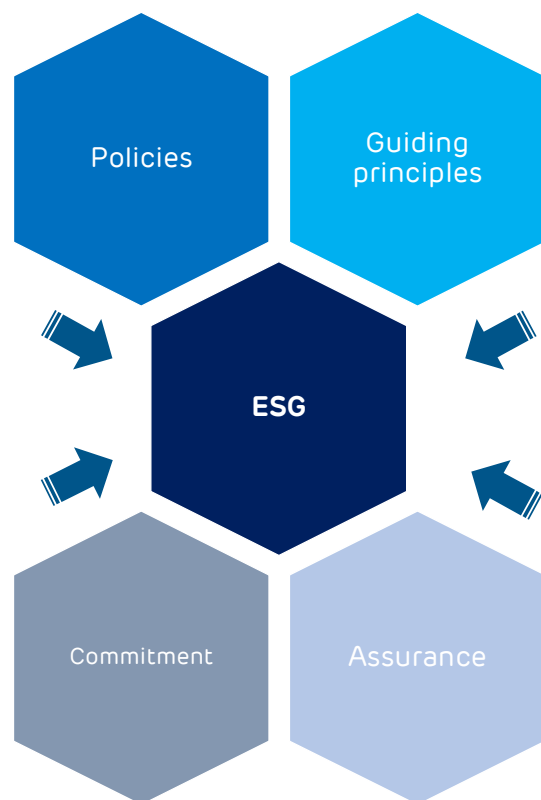 Policies
Guiding
principles
ESG
Commitment
Assurance